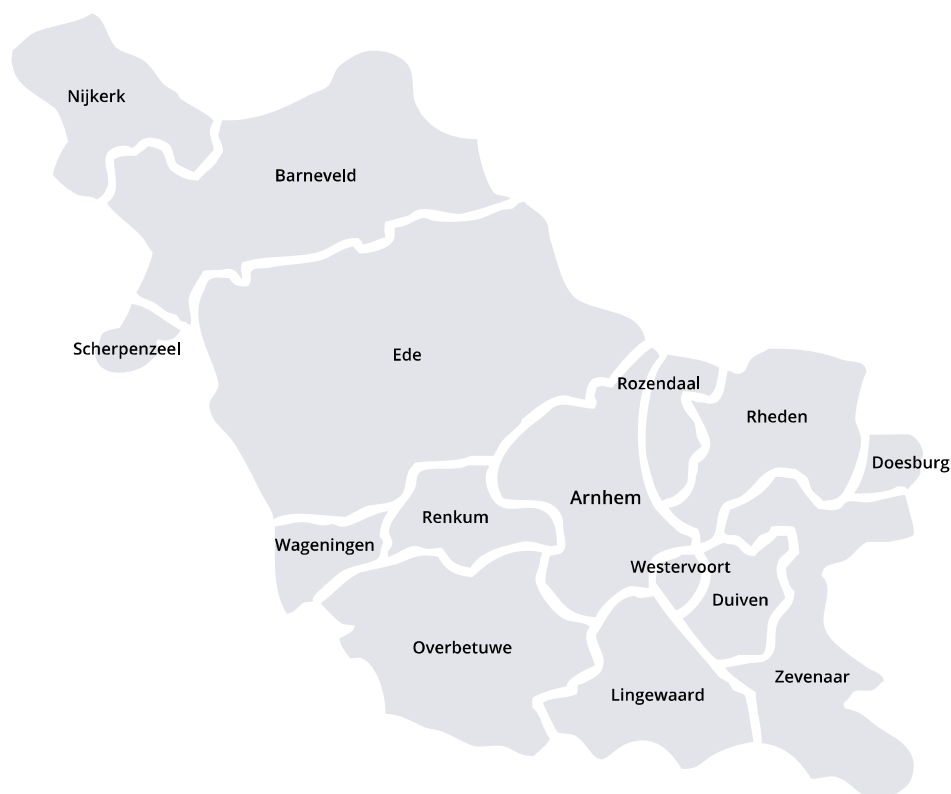 Nijkerk
Barneveld
Scherpenzeel
Ede
Rozendaal
Rheden
Doesburg
Arnhem
Renkum
Wageningen
Westervoort
Duiven
Overbetuwe
Zevenaar
Lingewaard